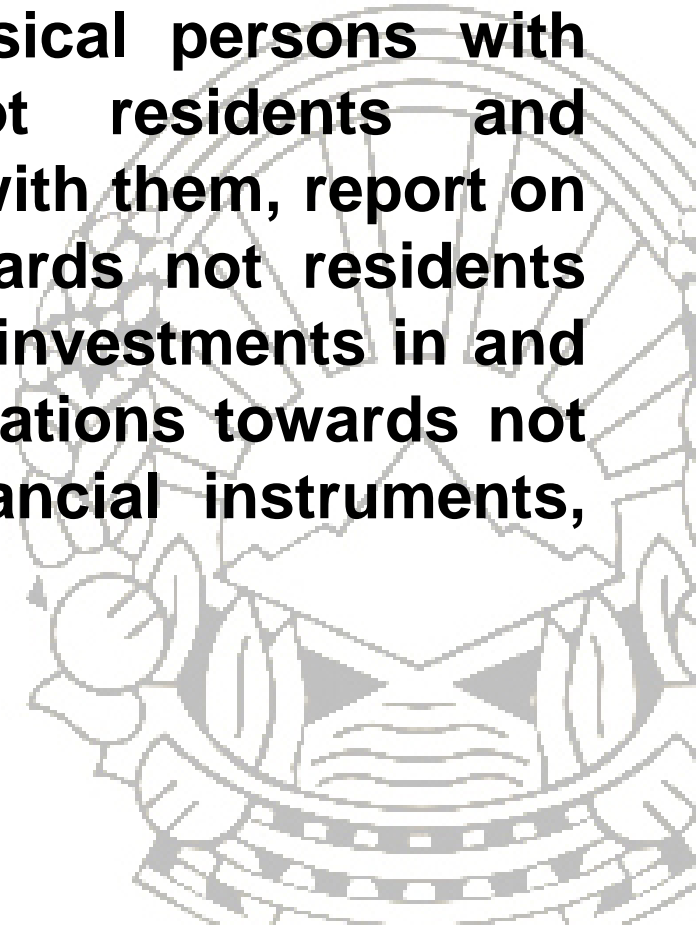 sical persons with
ot residents and
with them, report on
ards not residents
investments in and
ations towards not
ancial instruments,